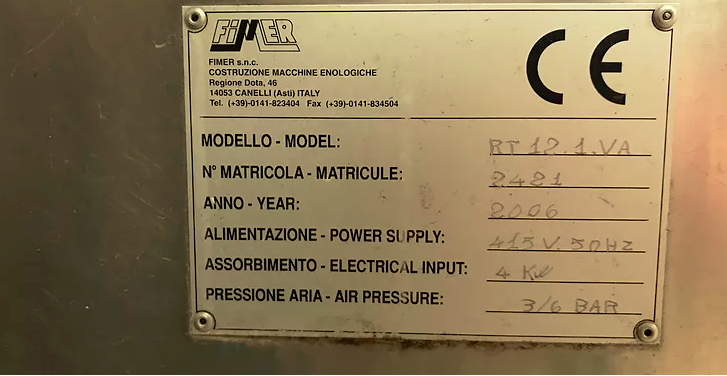 FIMER
FIMER s.n.c.
COSTRUZIONE MACCHINE ENOLOGICHE
Regione Dota, 46
14053 CANELLI (Asti) ITALY
Tel. (+39)-0141-823404 Fax (+39)-0141-834504
CE
MODELLO - MODEL: RT 12.1.VA
N° MATRICOLA - MATRICULE: 2421
ANNO - YEAR: 2006
ALIMENTAZIONE - POWER SUPPLY: 415 V. 50HZ
ASSORBIMENTO - ELECTRICAL INPUT: 4 KW
PRESSIONE ARIA - AIR PRESSURE: 3/6 BAR